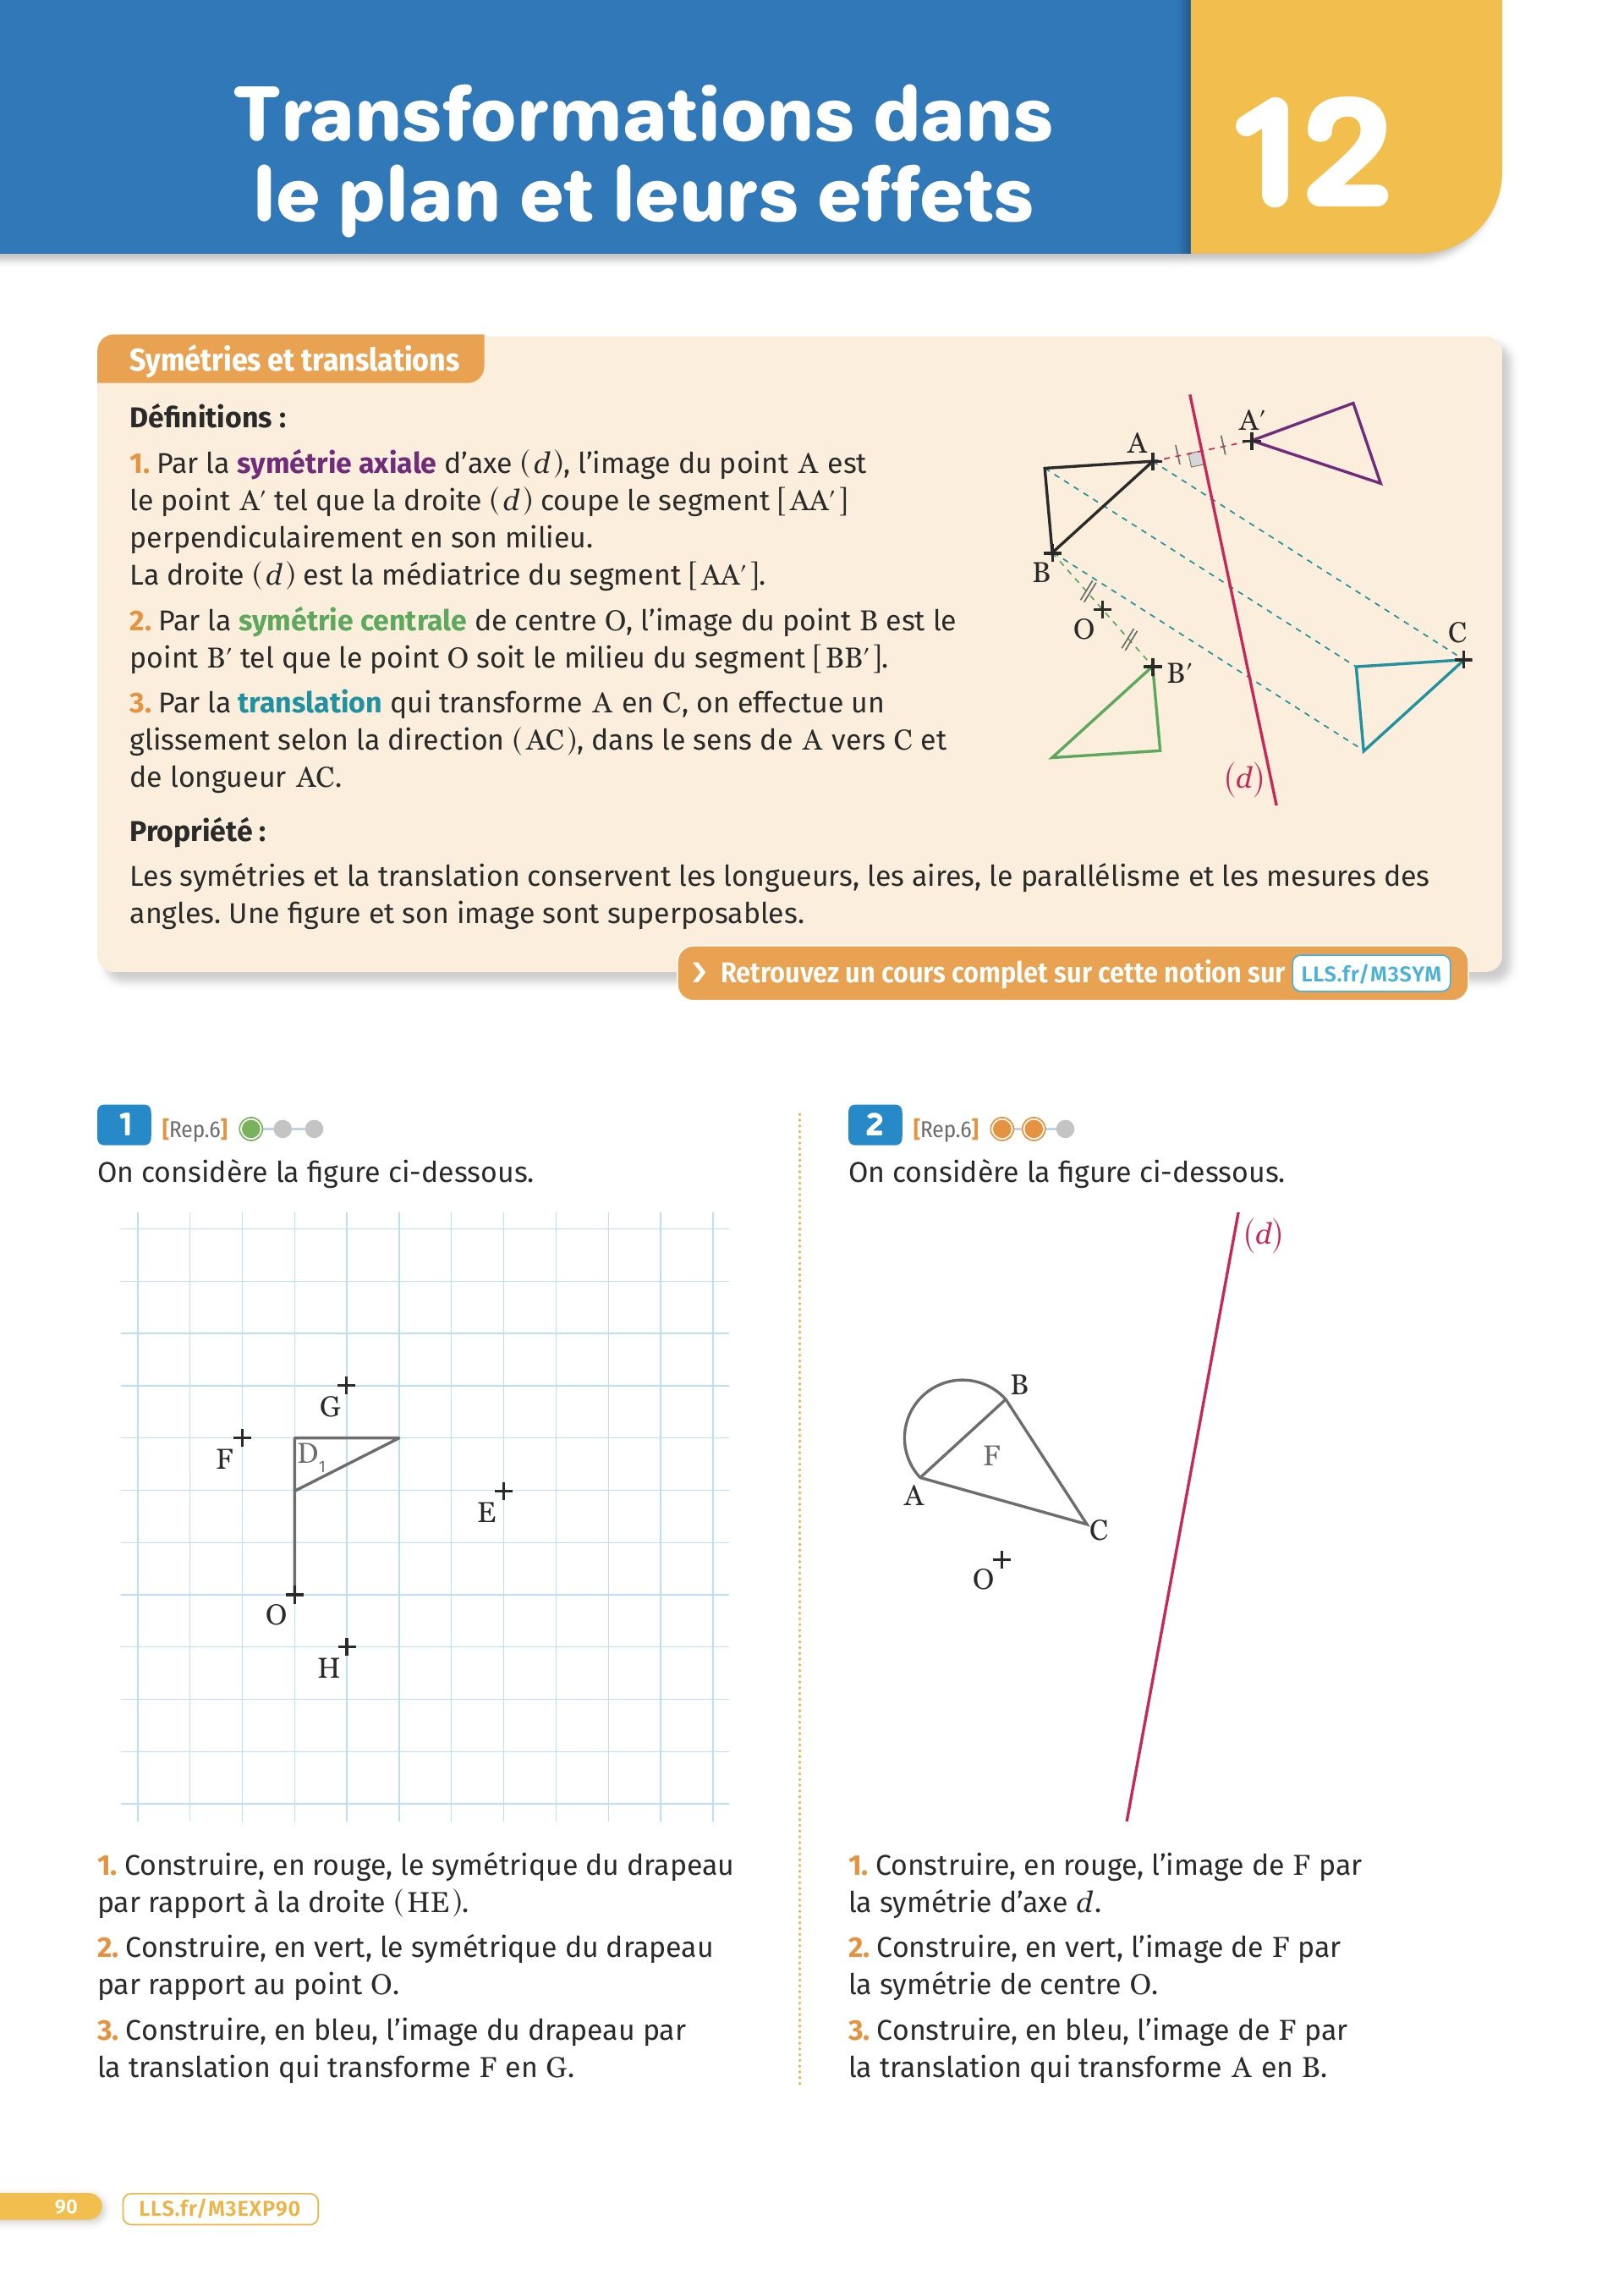 Transformations dans
le plan et leurs effets
12
Symétries et translations
Définitions :
1. Par la symétrie axiale d’axe (d), l’image du point A est
le point A′ tel que la droite (d) coupe le segment [AA′]
perpendiculairement en son milieu.
La droite (d) est la médiatrice du segment [AA′].
2. Par la symétrie centrale de centre O, l’image du point B est le
point B′ tel que le point O soit le milieu du segment [BB′].
3. Par la translation qui transforme A en C, on effectue un
glissement selon la direction (AC), dans le sens de A vers C et
de longueur AC.
A
A′
B
O
B′
C
(d)
Propriété :
Les symétries et la translation conservent les longueurs, les aires, le parallélisme et les mesures des
angles. Une figure et son image sont superposables.
› Retrouvez un cours complet sur cette notion sur LLS.fr/M3SYM
1 [Rep.6]
On considère la figure ci-dessous.
G
F
D1
E
O
H
1. Construire, en rouge, le symétrique du drapeau
par rapport à la droite (HE).
2. Construire, en vert, le symétrique du drapeau
par rapport au point O.
3. Construire, en bleu, l’image du drapeau par
la translation qui transforme F en G.
2 [Rep.6]
On considère la figure ci-dessous.
(d)
B
F
A
C
O
1. Construire, en rouge, l’image de F par
la symétrie d’axe d.
2. Construire, en vert, l’image de F par
la symétrie de centre O.
3. Construire, en bleu, l’image de F par
la translation qui transforme A en B.
90
LLS.fr/M3EXP90